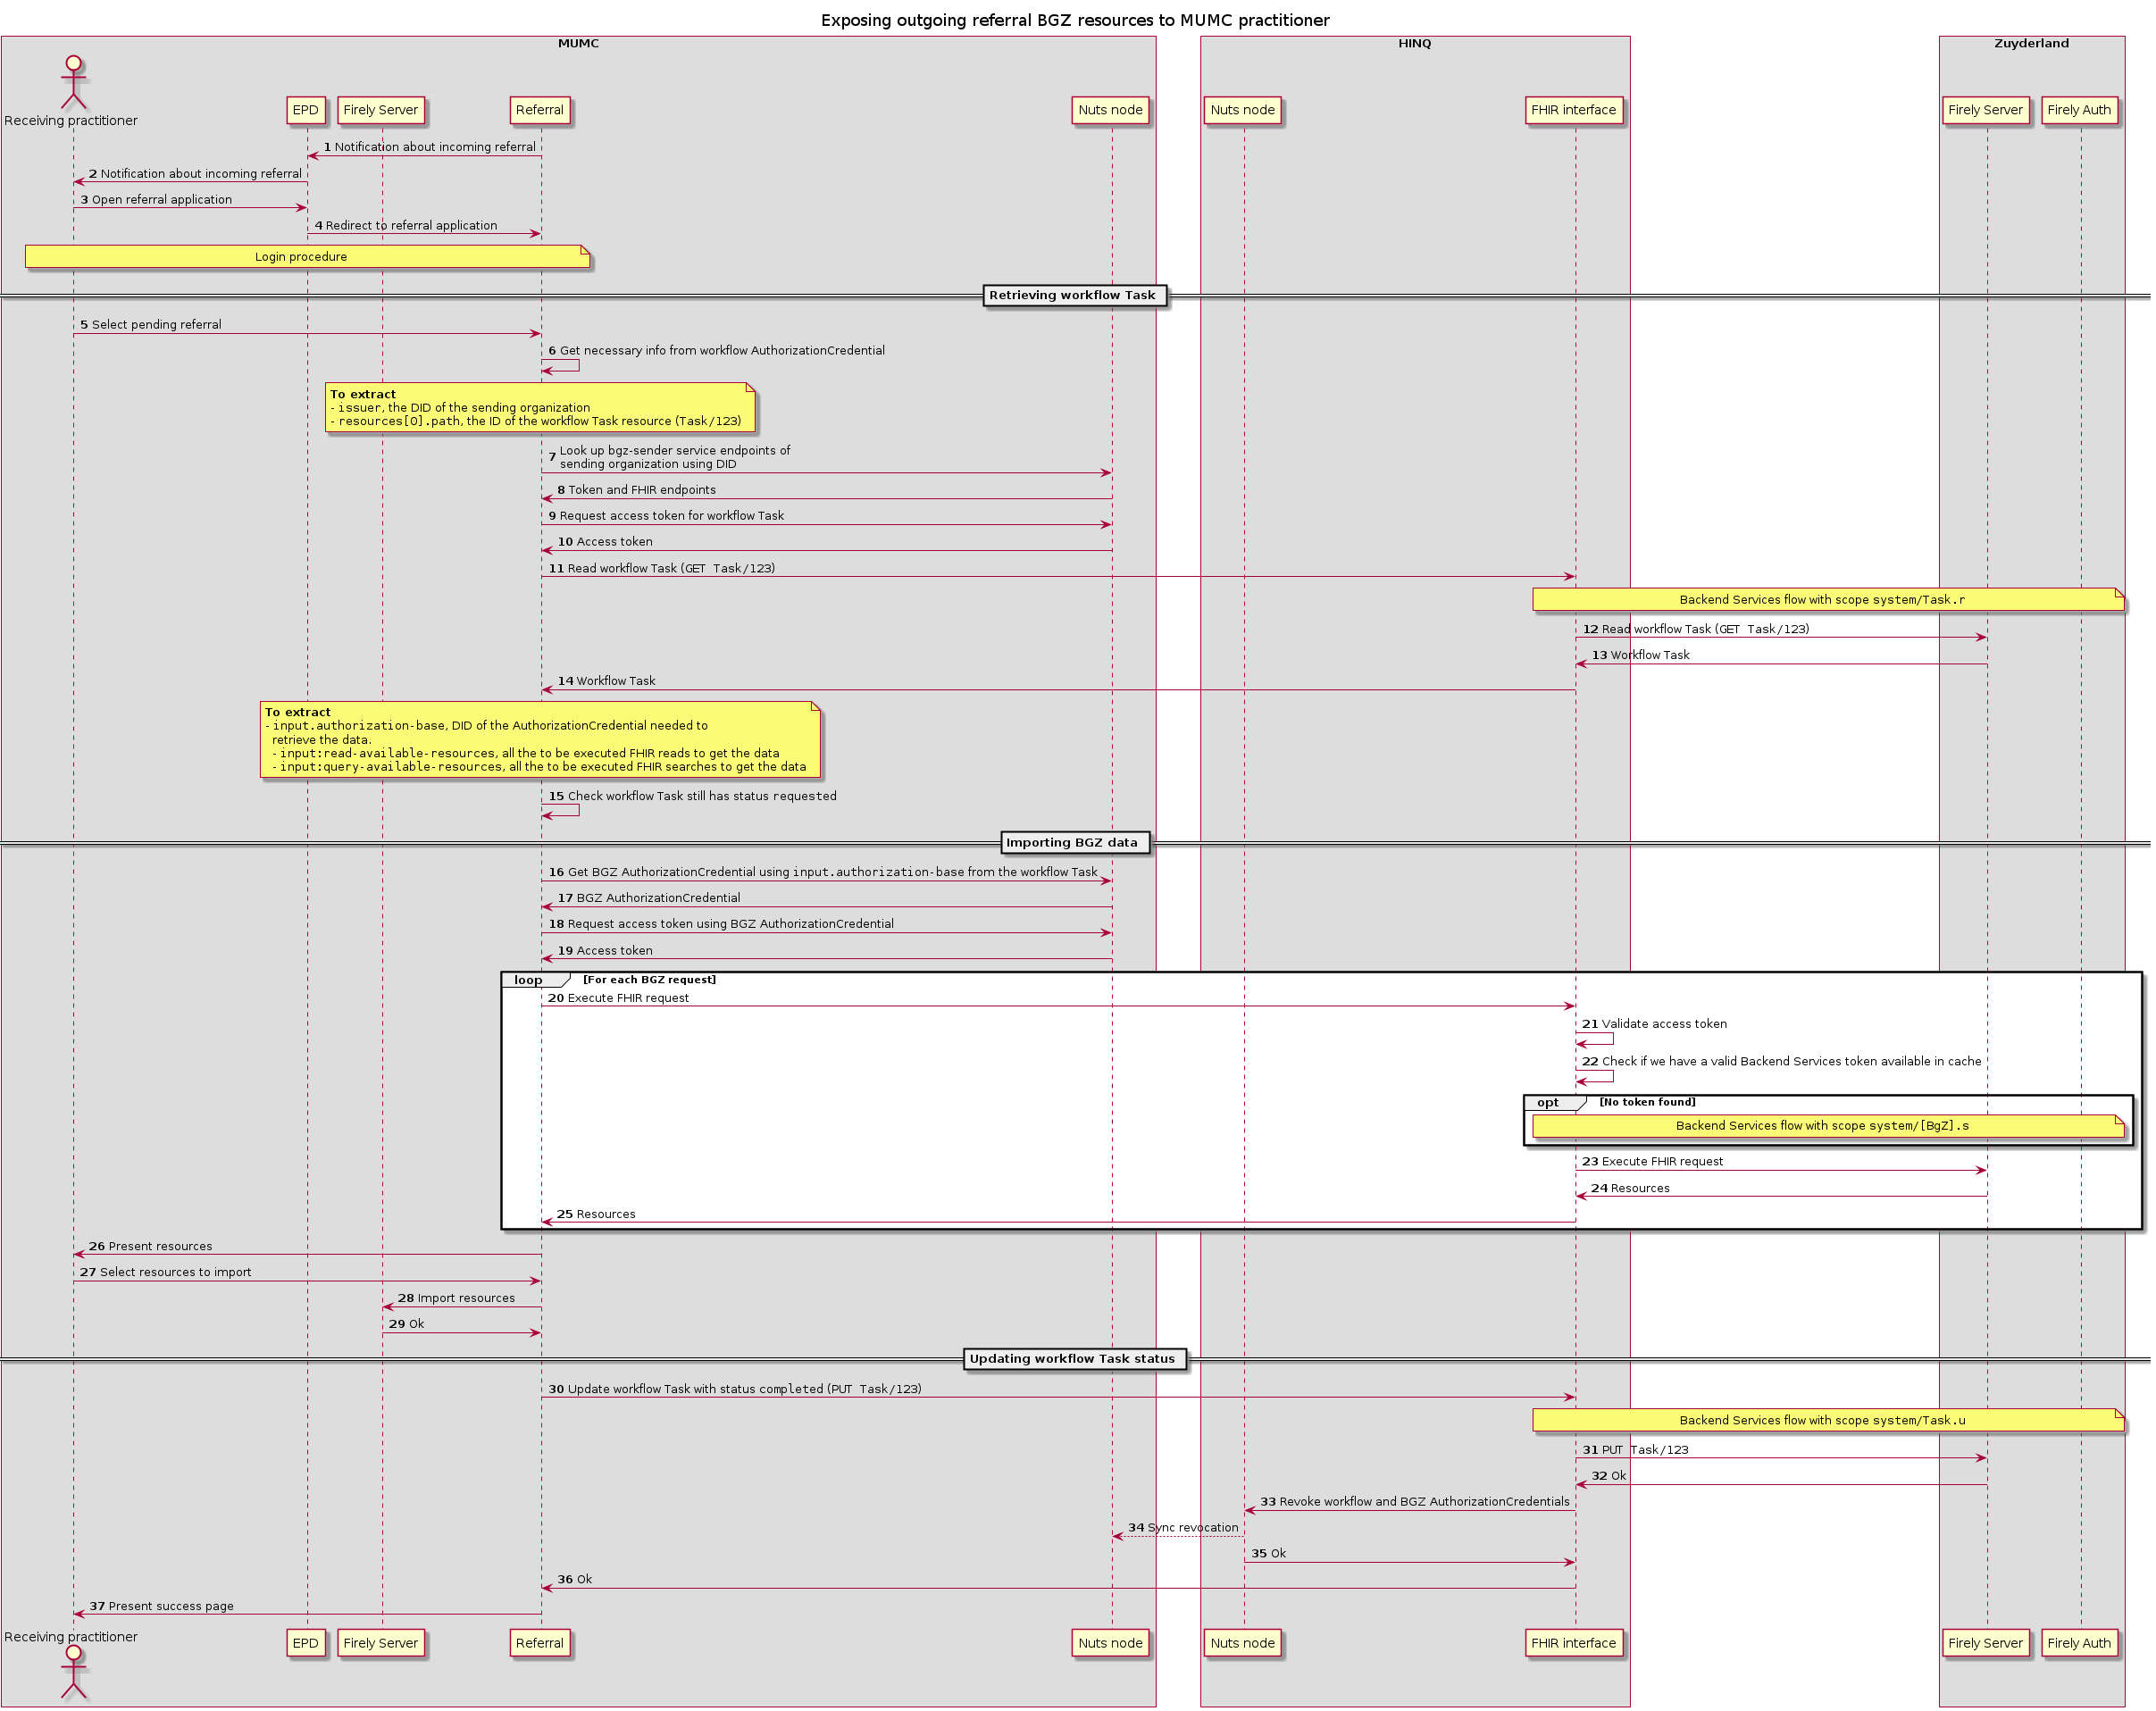 Exposing outgoing referral BGZ resources to MUMC practitioner
MUMC
HINQ
Zuyderland
Receiving practitioner
EPD
Firely Server
Referral
Nuts node
Nuts node
FHIR interface
Firely Server
Firely Auth
1 Notification about incoming referral
2 Notification about incoming referral
3 Open referral application
4 Redirect to referral application
Login procedure
Retrieving workflow Task
5 Select pending referral
6 Get necessary info from workflow AuthorizationCredential
To extract
- issuer, the DID of the sending organization
- resources[0].path, the ID of the workflow Task resource (Task/123)
7 Look up bgz-sender service endpoints of
sending organization using DID
8 Token and FHIR endpoints
9 Request access token for workflow Task
10 Access token
11 Read workflow Task (GET Task/123)
Backend Services flow with scope system/Task.r
12 Read workflow Task (GET Task/123)
13 Workflow Task
14 Workflow Task
To extract
- input.authorization-base, DID of the AuthorizationCredential needed to
retrieve the data.
- input:read-available-resources, all the to be executed FHIR reads to get the data
- input:query-available-resources, all the to be executed FHIR searches to get the data
15 Check workflow Task still has status requested
Importing BGZ data
16 Get BGZ AuthorizationCredential using input.authorization-base from the workflow Task
17 BGZ AuthorizationCredential
18 Request access token using BGZ AuthorizationCredential
19 Access token
loop [For each BGZ request]
20 Execute FHIR request
21 Validate access token
22 Check if we have a valid Backend Services token available in cache
opt [No token found]
Backend Services flow with scope system/[BgZ].s
23 Execute FHIR request
24 Resources
25 Resources
26 Present resources
27 Select resources to import
28 Import resources
29 Ok
Updating workflow Task status
30 Update workflow Task with status completed (PUT Task/123)
Backend Services flow with scope system/Task.u
31 PUT Task/123
32 Ok
33 Revoke workflow and BGZ AuthorizationCredentials
34 Sync revocation
35 Ok
36 Ok
37 Present success page
Receiving practitioner
EPD
Firely Server
Referral
Nuts node
Nuts node
FHIR interface
Firely Server
Firely Auth